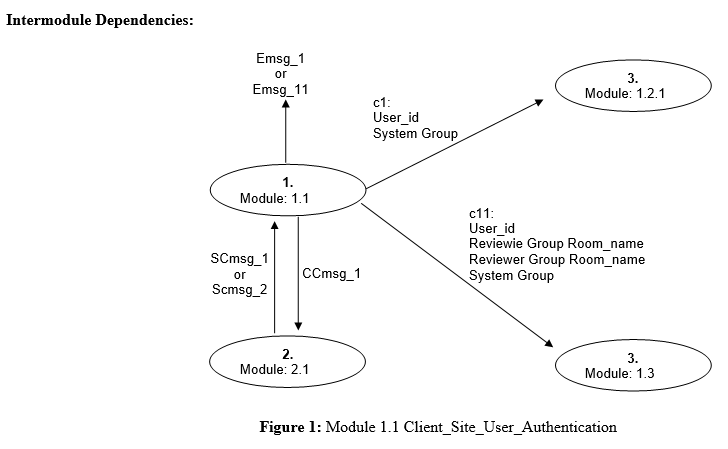 Intermodule Dependencies:
Emsg_1
or
Emsg_11
c1:
User_id
System Group
3.
Module: 1.2.1
1.
Module: 1.1
c11:
User_id
Reviewie Group Room_name
Reviewer Group Room_name
System Group
SCmsg_1
or
Scmsg_2
CCmsg_1
2.
Module: 2.1
3.
Module: 1.3
Figure 1: Module 1.1 Client_Site_User_Authentication